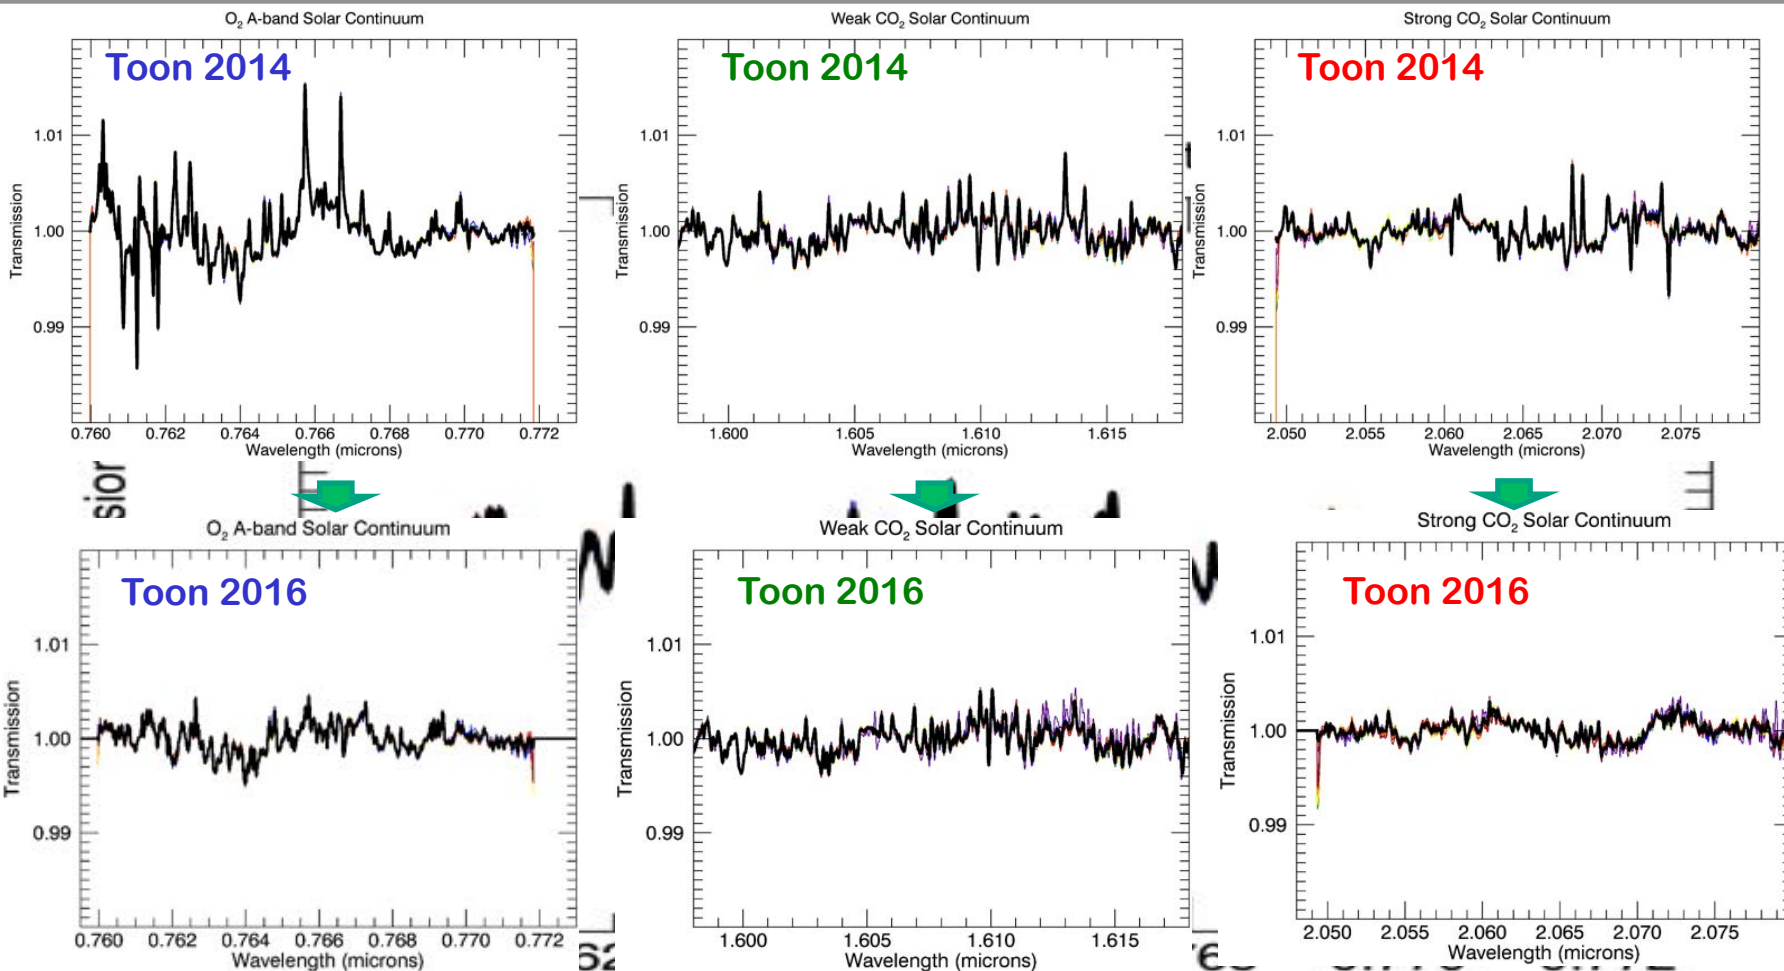 O2 A-band Solar Continuum
Toon 2014
Transmission
1.01
1.00
0.99
0.760 0.762 0.764 0.766 0.768 0.770 0.772
Wavelength (microns)
Weak CO2 Solar Continuum
Toon 2014
Transmission
1.01
1.00
0.99
1.600 1.605 1.610 1.615
Wavelength (microns)
Strong CO2 Solar Continuum
Toon 2014
Transmission
1.01
1.00
0.99
2.050 2.055 2.060 2.065 2.070 2.075
Wavelength (microns)
sion
O2 A-band Solar Continuum
Toon 2016
Transmission
1.01
1.00
0.99
0.760 0.762 0.764 0.766 0.768 0.770 0.772
Wavelength (microns)
Weak CO2 Solar Continuum
Toon 2016
Transmission
1.01
1.00
0.99
1.600 1.605 1.610 1.615
Wavelength (microns)
Strong CO2 Solar Continuum
Toon 2016
Transmission
1.01
1.00
0.99
2.050 2.055 2.060 2.065 2.070 2.075
Wavelength (microns)